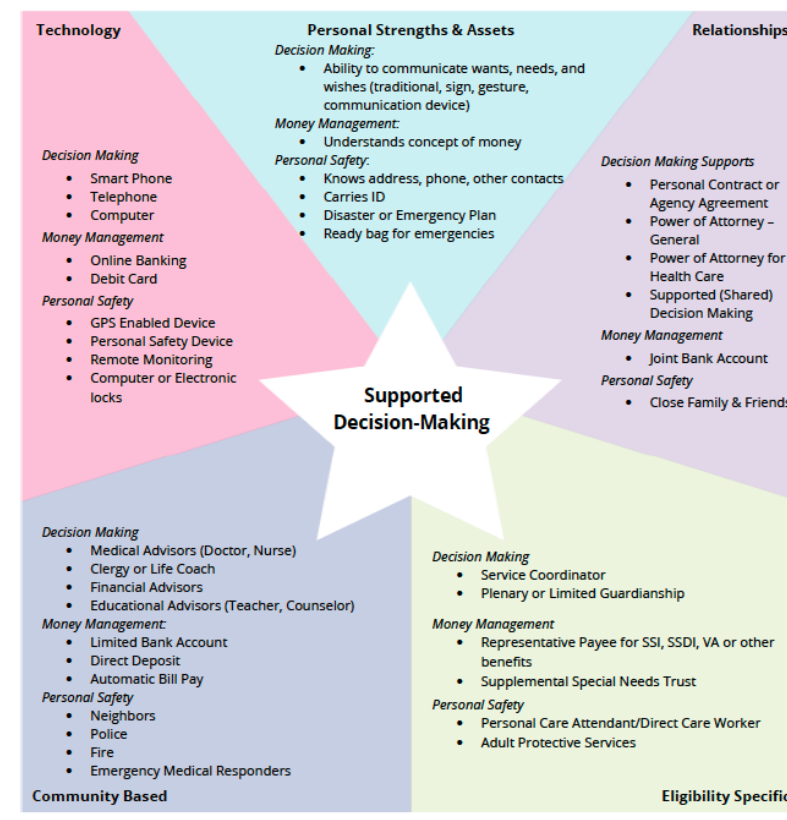 Technology
Decision Making
• Smart Phone
• Telephone
• Computer
Money Management
• Online Banking
• Debit Card
Personal Safety
• GPS Enabled Device
• Personal Safety Device
• Remote Monitoring
• Computer or Electronic
locks
Personal Strengths & Assets
Decision Making:
• Ability to communicate wants, needs, and
wishes (traditional, sign, gesture,
communication device)
Money Management:
• Understands concept of money
Personal Safety:
• Knows address, phone, other contacts
• Carries ID
• Disaster or Emergency Plan
• Ready bag for emergencies
Relationships
Decision Making Supports
• Personal Contract or
Agency Agreement
• Power of Attorney –
General
• Power of Attorney for
Health Care
• Supported (Shared)
Decision Making
Money Management
• Joint Bank Account
Personal Safety
• Close Family & Friends
Supported
Decision-Making
Decision Making
• Medical Advisors (Doctor, Nurse)
• Clergy or Life Coach
• Financial Advisors
• Educational Advisors (Teacher, Counselor)
Money Management:
• Limited Bank Account
• Direct Deposit
• Automatic Bill Pay
Personal Safety
• Neighbors
• Police
• Fire
• Emergency Medical Responders
Community Based
Decision Making
• Service Coordinator
• Plenary or Limited Guardianship
Money Management
• Representative Payee for SSI, SSDI, VA or other
benefits
• Supplemental Special Needs Trust
Personal Safety
• Personal Care Attendant/Direct Care Worker
• Adult Protective Services
Eligibility Specific